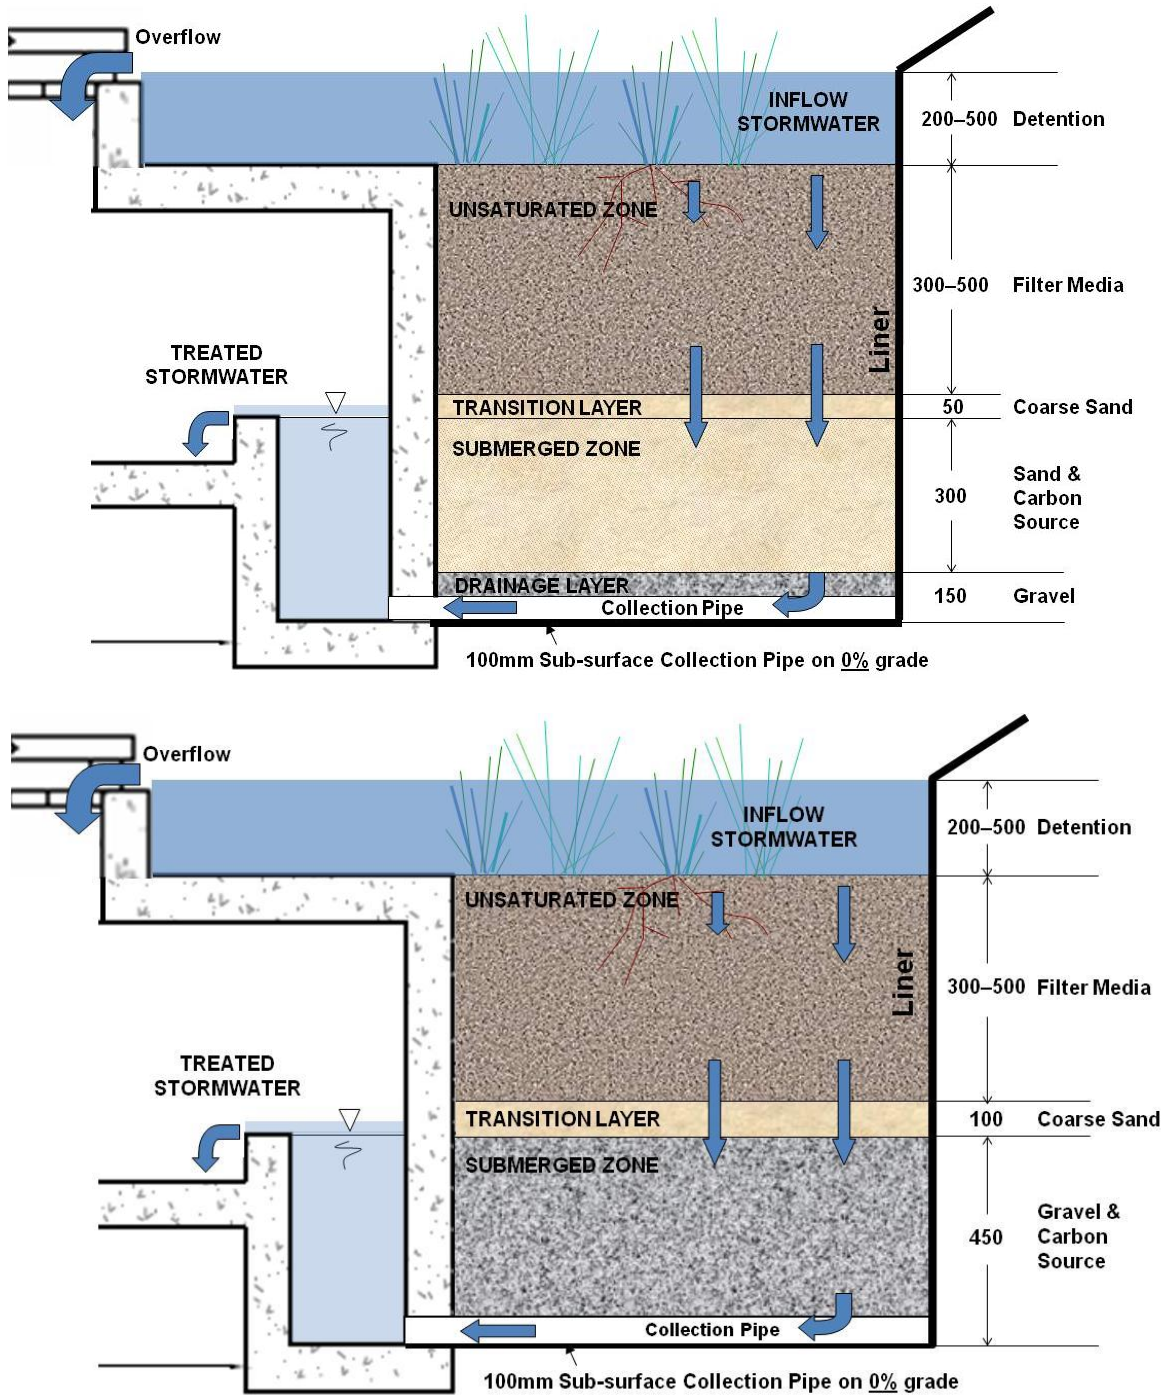 Overflow
INFLOW
STORMWATER
200–500 Detention
UNSATURATED ZONE
300–500 Filter Media
Liner
TREATED
STORMWATER
TRANSITION LAYER
50 Coarse Sand
SUBMERGED ZONE
300
Sand &
Carbon
Source
DRAINAGE LAYER
Collection Pipe
150 Gravel
100mm Sub-surface Collection Pipe on 0% grade
Overflow
INFLOW
STORMWATER
200–500 Detention
UNSATURATED ZONE
300–500 Filter Media
Liner
TREATED
STORMWATER
TRANSITION LAYER
100 Coarse Sand
SUBMERGED ZONE
450
Gravel &
Carbon
Source
Collection Pipe
100mm Sub-surface Collection Pipe on 0% grade